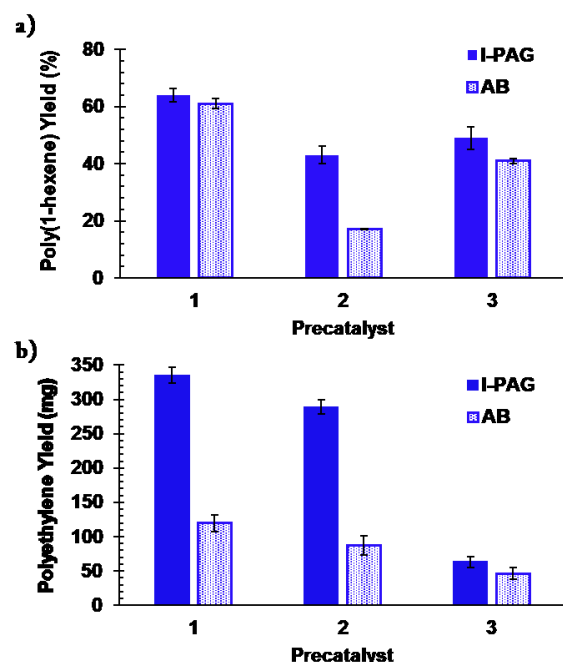 a)
Poly(1-hexene) Yield (%)
80
60
40
20
0
I-PAG
AB
1 2 3
Precatalyst
b)
Polyethylene Yield (mg)
350
300
250
200
150
100
50
0
I-PAG
AB
1 2 3
Precatalyst